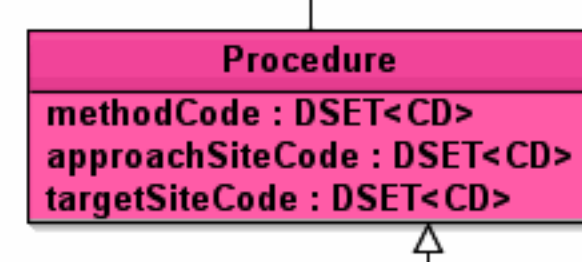 Procedure
methodCode : DSET<CD>
approachSiteCode : DSET<CD>
targetSiteCode : DSET<CD>